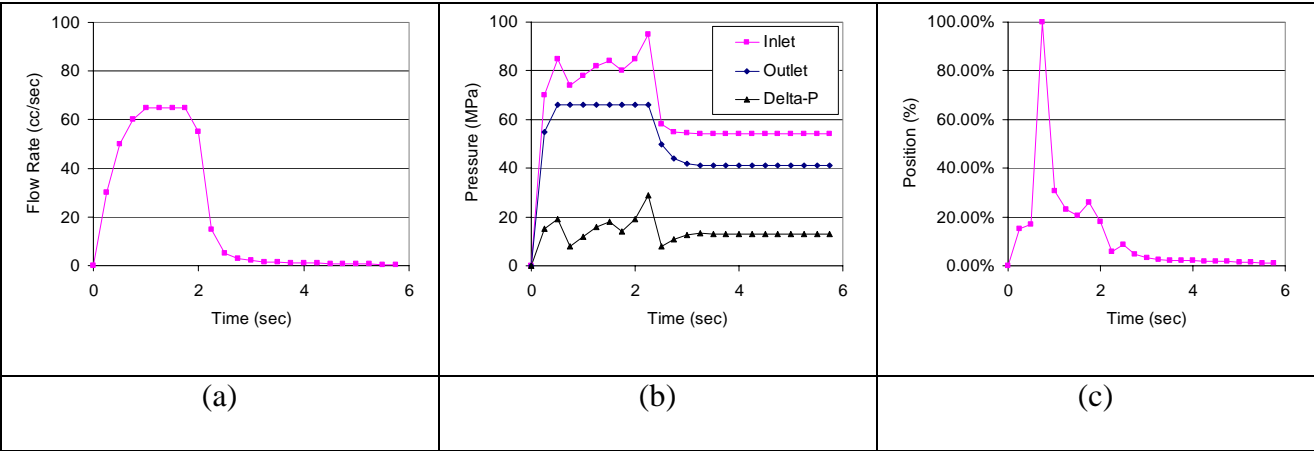 100
80
60
40
20
0
0 2 4 6
Time (sec)
Flow Rate (cc/sec)
(a)
100
80
60
40
20
0
0 2 4 6
Time (sec)
Pressure (MPa)
Inlet
Outlet
Delta-P
(b)
100.00%
80.00%
60.00%
40.00%
20.00%
0.00%
0 2 4 6
Time (sec)
Position (%)
(c)